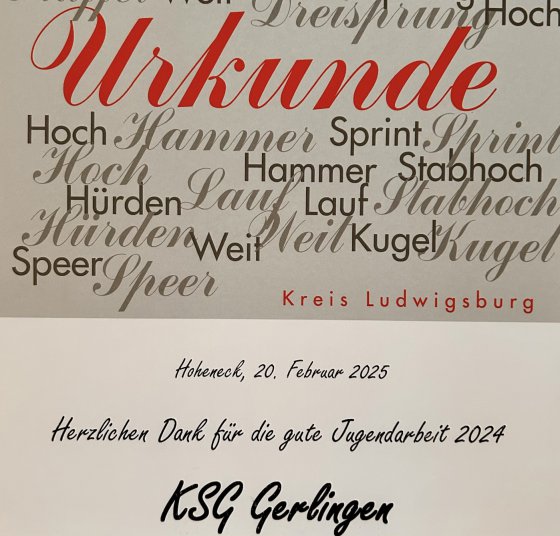 Weit Dreisprung Hoch
Urkunde
Hoch Hammer Sprint Sprint
Hoch Hammer Stabhoch
Hürden Lauf Lauf Stabhoch
Hürden Weit Weit Kugel Kugel
Speer Speer
Kreis Ludwigsburg
Hoheneck, 20. Februar 2025
Herzlichen Dank für die gute Jugendarbeit 2024
KSG Gerlingen